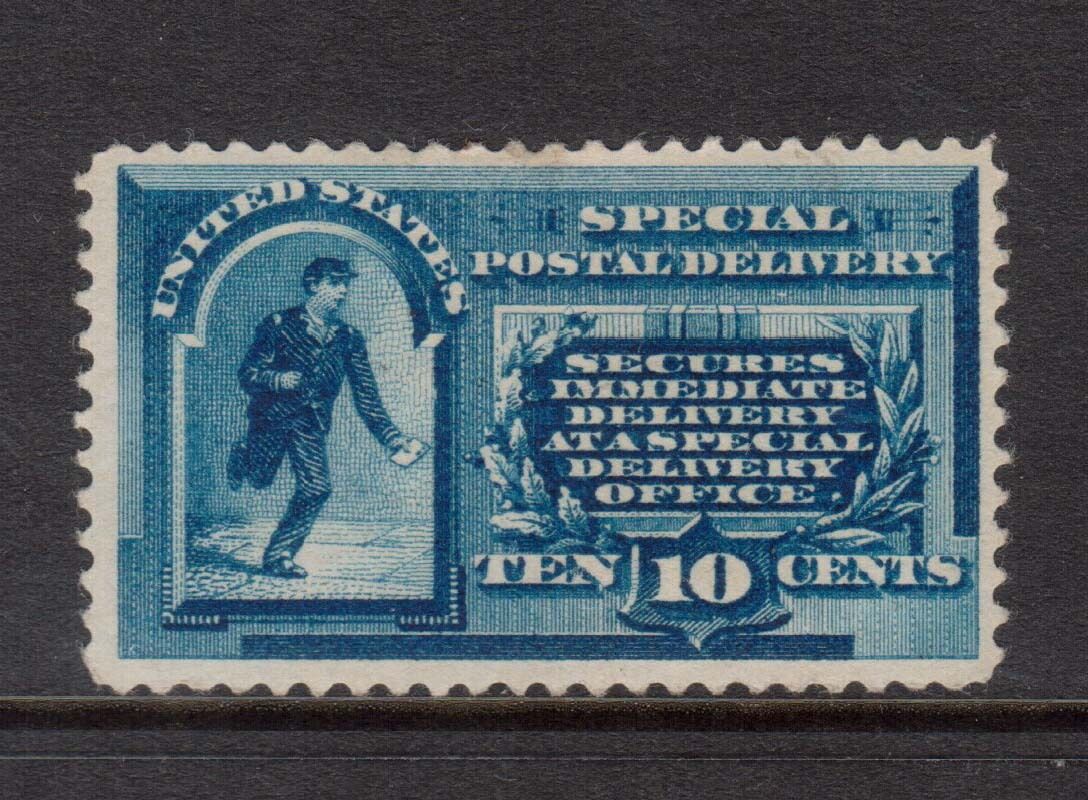 UNITED STATES
SPECIAL
POSTAL DELIVERY
SECURES
IMMEDIATE
DELIVERY
AT A SPECIAL
DELIVERY
OFFICE.
TEN 10 CENTS